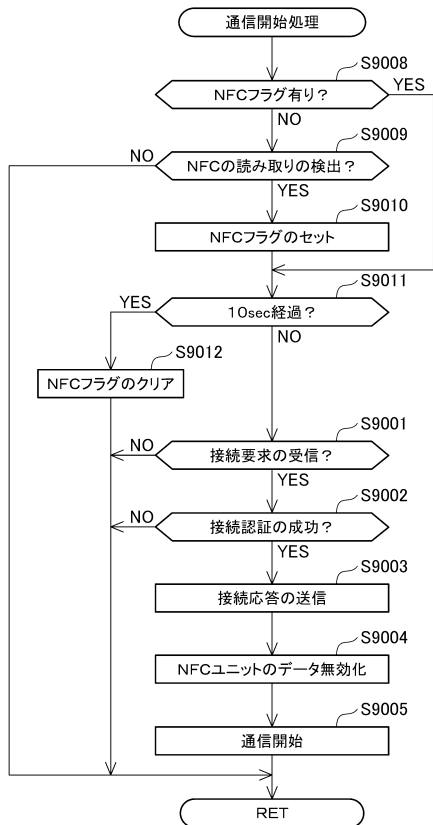 通信開始処理
S9008
NFCフラグ有り？
YES
NO
S9009
NO
NFCの読み取りの検出？
YES
S9010
NFCフラグのセット
S9011
YES
10sec経過？
NO
S9012
NFCフラグのクリア
S9001
NO
接続要求の受信？
YES
S9002
NO
接続認証の成功？
YES
S9003
接続応答の送信
S9004
NFCユニットのデータ無効化
S9005
通信開始
RET